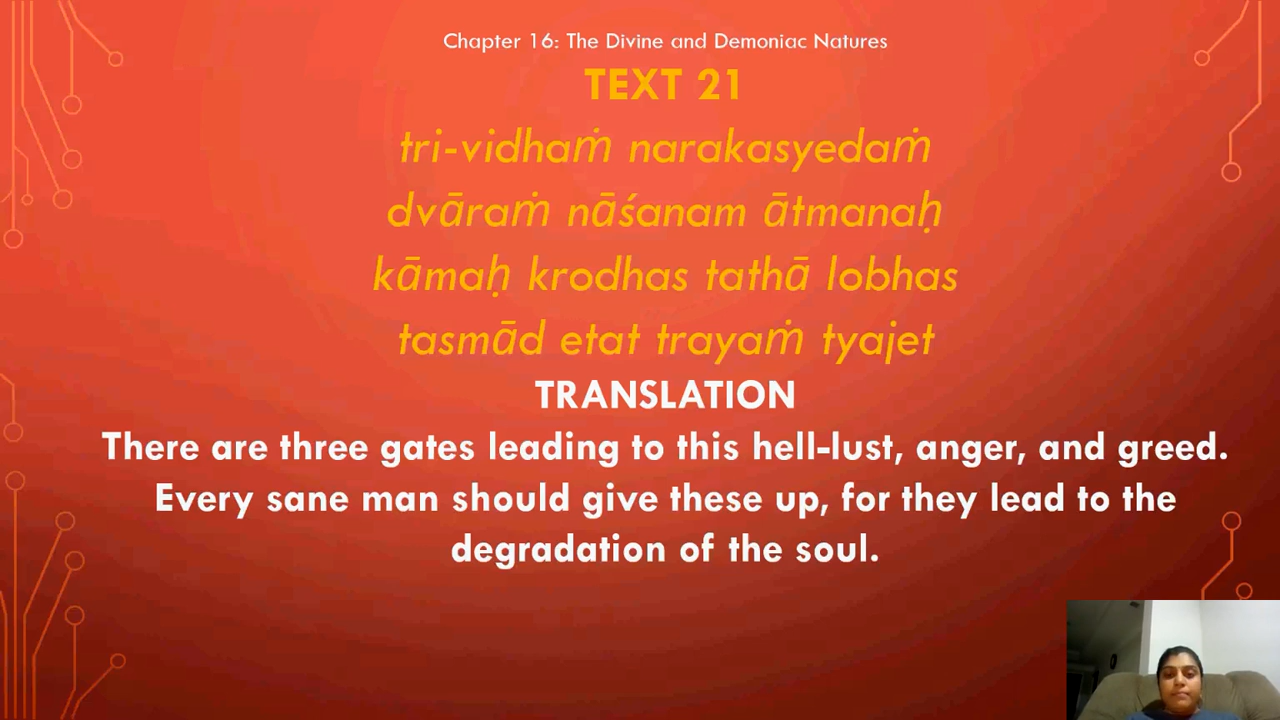 Chapter 16: The Divine and Demoniac Natures
TEXT 21
tri-vidhaṁ narakasyedaṁ
dvāraṁ nāśanam ātmanaḥ
kāmaḥ krodhas tathā lobhas
tasmād etat trayaṁ tyajet
TRANSLATION
There are three gates leading to this hell-lust, anger, and greed.
Every sane man should give these up, for they lead to the
degradation of the soul.